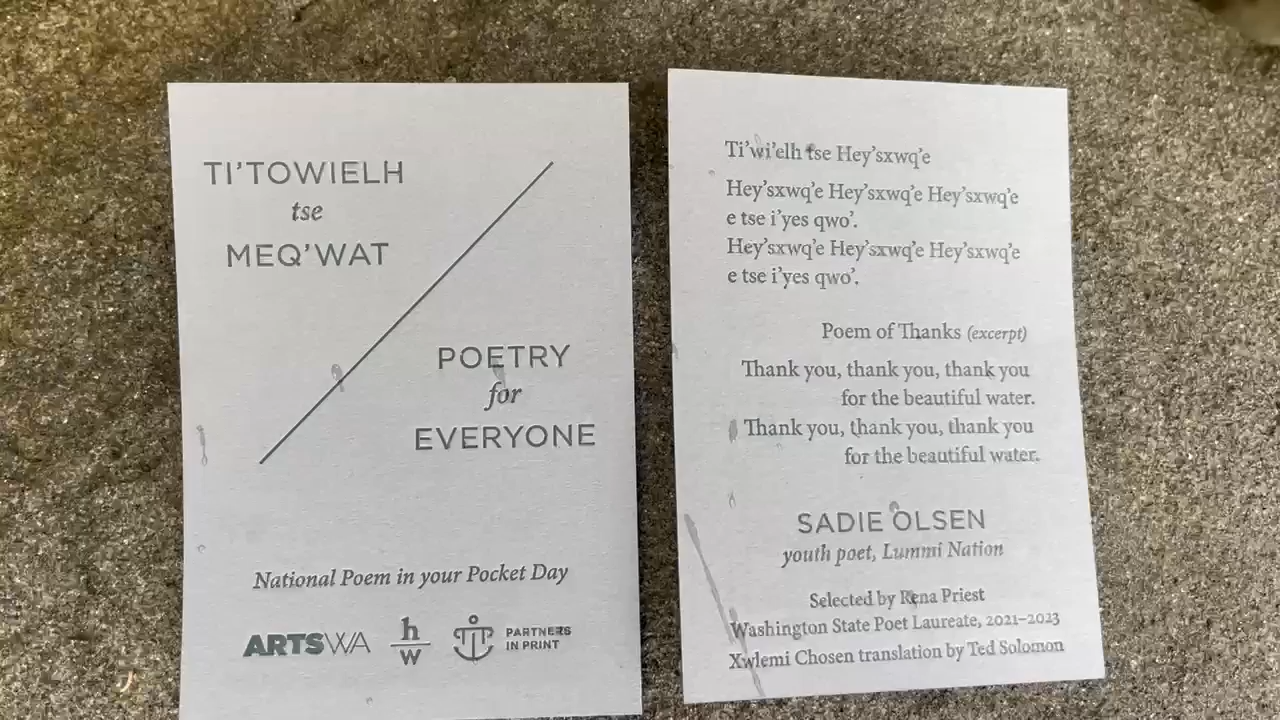 TI'TOWIELH
tse
MEQ'WAT
POETRY
for
EVERYONE
National Poem in your Pocket Day
ARTSWA
h
w
PARTNERS
IN PRINT
Ti'wi'elh tse Hey'sxwq'e
Hey'sxwq'e Hey'sxwq'e Hey'sxwq'e
e tse i'yes qwo'.
Hey'sxwq'e Hey'sxwq'e Hey'sxwq'e
e tse i'yes qwo'.
Poem of Thanks (excerpt)
Thank you, thank you, thank you
for the beautiful water.
Thank you, thank you, thank you
for the beautiful water.
SADIE OLSEN
youth poet, Lummi Nation
Selected by Rena Priest
Washington State Poet Laureate, 2021–2023
Xwlemi Chosen translation by Ted Solomon